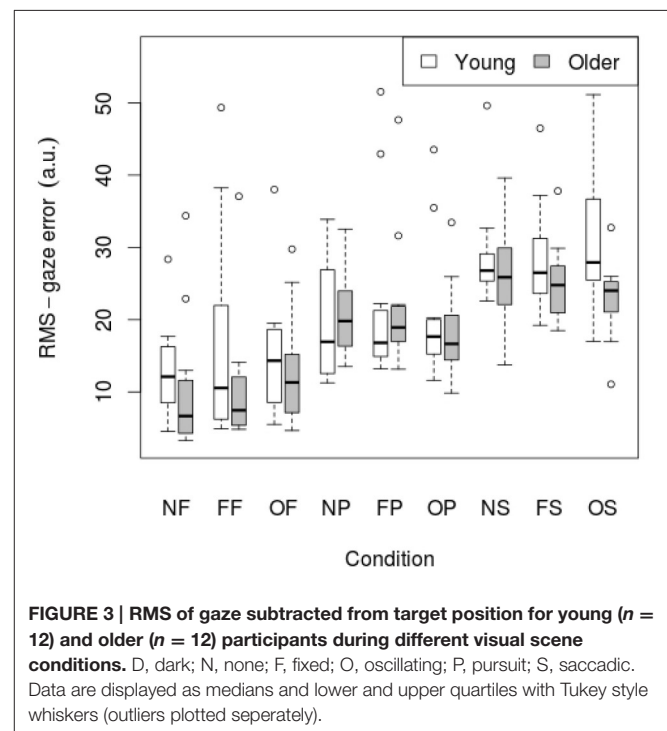 Young Older
50
40
30
20
10
RMS – gaze error (a.u.)
NF FF OF NP FP OP NS FS OS
Condition
FIGURE 3 | RMS of gaze subtracted from target position for young (n =
12) and older (n = 12) participants during different visual scene
conditions. D, dark; N, none; F, fixed; O, oscillating; P, pursuit; S, saccadic.
Data are displayed as medians and lower and upper quartiles with Tukey style
whiskers (outliers plotted seperately).